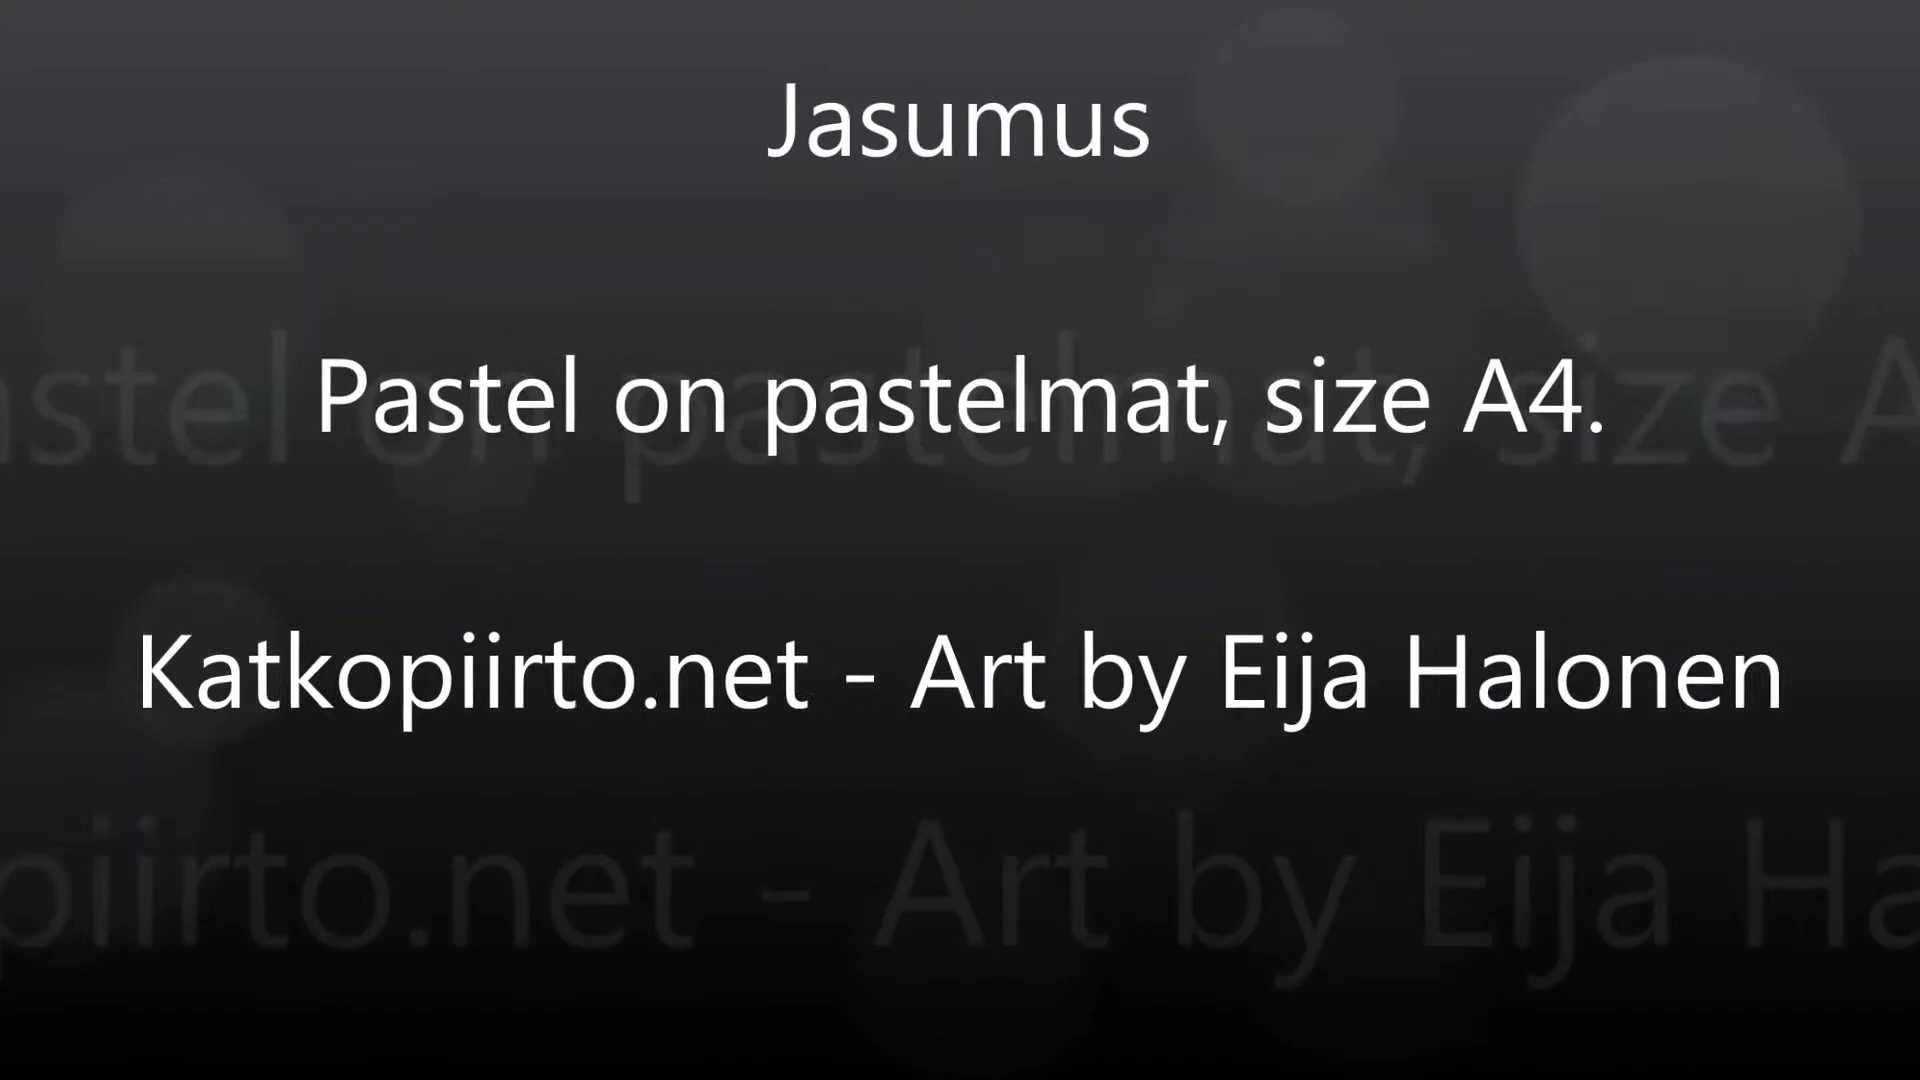 Jasumus
Pastel on pastelmat, size A4.
Katkopiirto.net - Art by Eija Halonen